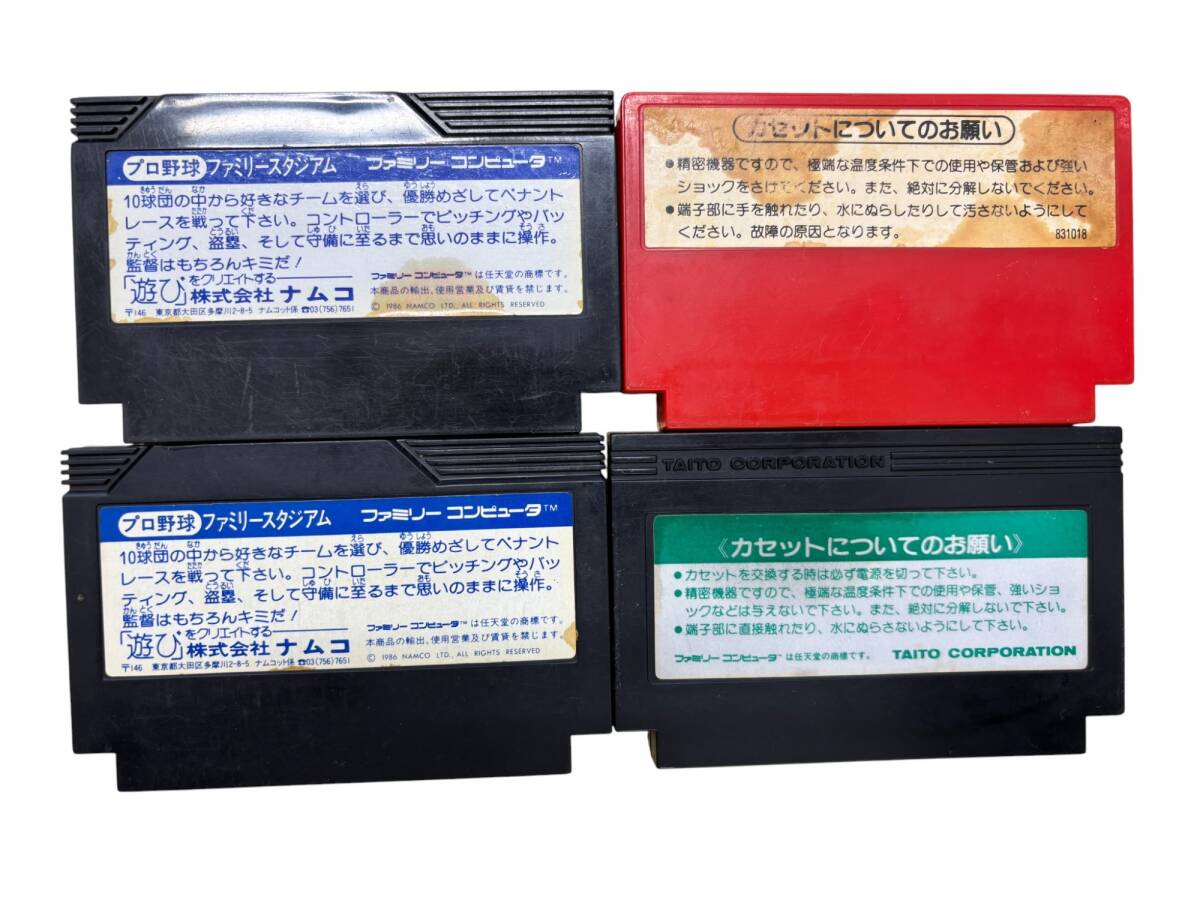 プロ野球 ファミリースタジアム ファミリー コンピュータ™
10球団の中から好きなチームを選び、優勝めざしてペナント
レースを戦って下さい。コントローラーでピッチングやバッ
ティング、盗塁、そして守備に至るまで思いのままに操作。
監督はもちろんキミだ!
「遊び」をクリエイトする
株式会社 ナムコ
〒146 東京都大田区多摩川2-8-5 ナムコット係 ☎03(756)7651
ファミリー コンピュータ™ は任天堂の商標です。
本商品の輸出、使用営業及び賃貸を禁じます。
© 1986 NAMCO LTD., ALL RIGHTS RESERVED
カセットについてのお願い
●精密機器ですので、極端な温度条件下での使用や保管および強い
ショックをさけてください。また、絶対に分解しないでください。
●端子部に手を触れたり、水にぬらしたりして汚さないようにして
ください。故障の原因となります。
831018
プロ野球 ファミリースタジアム ファミリー コンピュータ™
10球団の中から好きなチームを選び、優勝めざしてペナント
レースを戦って下さい。コントローラーでピッチングやバッ
ティング、盗塁、そして守備に至るまで思いのままに操作。
監督はもちろんキミだ!
「遊び」をクリエイトする
株式会社 ナムコ
〒146 東京都大田区多摩川2-8-5 ナムコット係 ☎03(756)7651
ファミリー コンピュータ™ は任天堂の商標です。
本商品の輸出、使用営業及び賃貸を禁じます。
© 1986 NAMCO LTD., ALL RIGHTS RESERVED
TAITO CORPORATION
《カセットについてのお願い》
●カセットを交換する時は必ず電源を切って下さい。
●精密機器ですので、極端な温度条件下での使用や保管、強いショ
ックなどは与えないで下さい。また、絶対に分解しないで下さい。
●端子部に直接触れたり、水にぬらさないようにして下さい。
ファミリー コンピュータ™ は任天堂の商標です。 TAITO CORPORATION